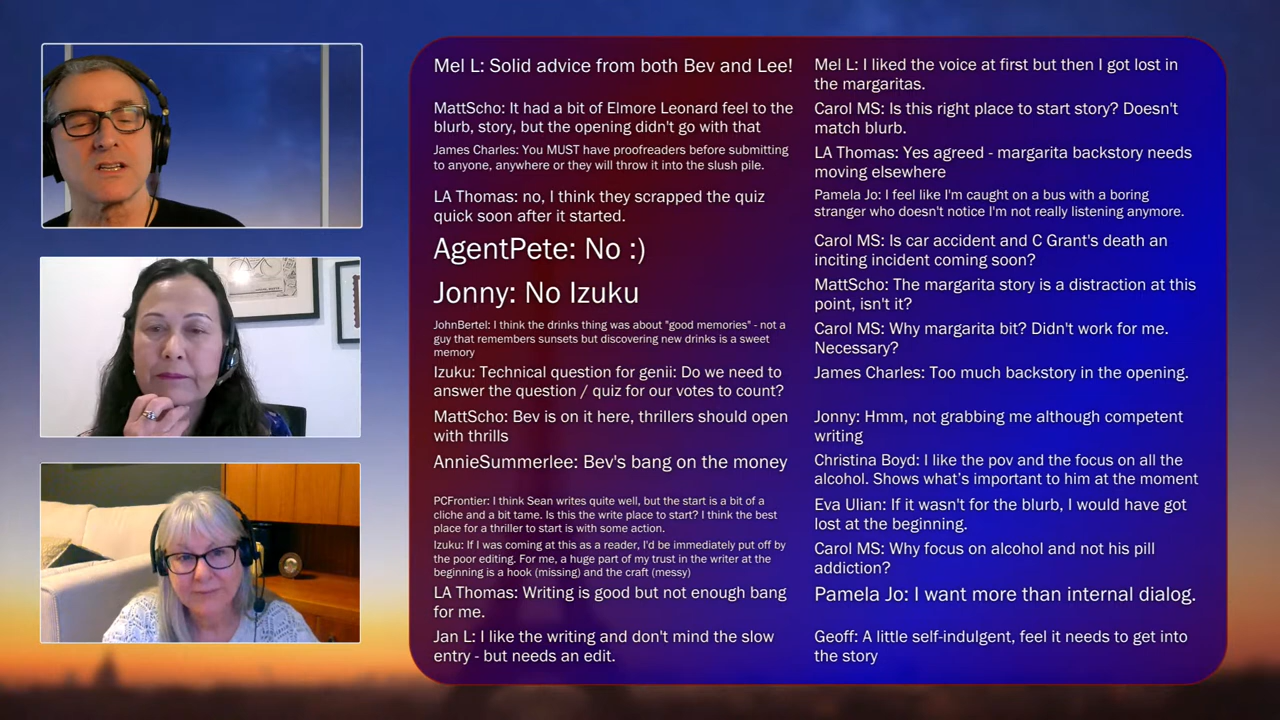 Mel L: Solid advice from both Bev and Lee!
MattScho: It had a bit of Elmore Leonard feel to the
blurb, story, but the opening didn't go with that
James Charles: You MUST have proofreaders before submitting
to anyone, anywhere or they will throw it into the slush pile.
LA Thomas: no, I think they scrapped the quiz
quick soon after it started.
AgentPete: No :)
Jonny: No Izuku
JohnBertel: I think the drinks thing was about "good memories" - not a
guy that remembers sunsets but discovering new drinks is a sweet
memory
Izuku: Technical question for genii: Do we need to
answer the question / quiz for our votes to count?
MattScho: Bev is on it here, thrillers should open
with thrills
AnnieSummerlee: Bev's bang on the money
PCFrontier: I think Sean writes quite well, but the start is a bit of a
cliche and a bit tame. Is this the write place to start? I think the best
place for a thriller to start is with some action.
Izuku: If I was coming at this as a reader, I'd be immediately put off by
the poor editing. For me, a huge part of my trust in the writer at the
beginning is a hook (missing) and the craft (messy)
LA Thomas: Writing is good but not enough bang
for me.
Jan L: I like the writing and don't mind the slow
entry - but needs an edit.
Mel L: I liked the voice at first but then I got lost in
the margaritas.
Carol MS: Is this right place to start story? Doesn't
match blurb.
LA Thomas: Yes agreed - margarita backstory needs
moving elsewhere
Pamela Jo: I feel like I'm caught on a bus with a boring
stranger who doesn't notice I'm not really listening anymore.
Carol MS: Is car accident and C Grant's death an
inciting incident coming soon?
MattScho: The margarita story is a distraction at this
point, isn't it?
Carol MS: Why margarita bit? Didn't work for me.
Necessary?
James Charles: Too much backstory in the opening.
Jonny: Hmm, not grabbing me although competent
writing
Christina Boyd: I like the pov and the focus on all the
alcohol. Shows what's important to him at the moment
Eva Ulian: If it wasn't for the blurb, I would have got
lost at the beginning.
Carol MS: Why focus on alcohol and not his pill
addiction?
Pamela Jo: I want more than internal dialog.
Geoff: A little self-indulgent, feel it needs to get into
the story